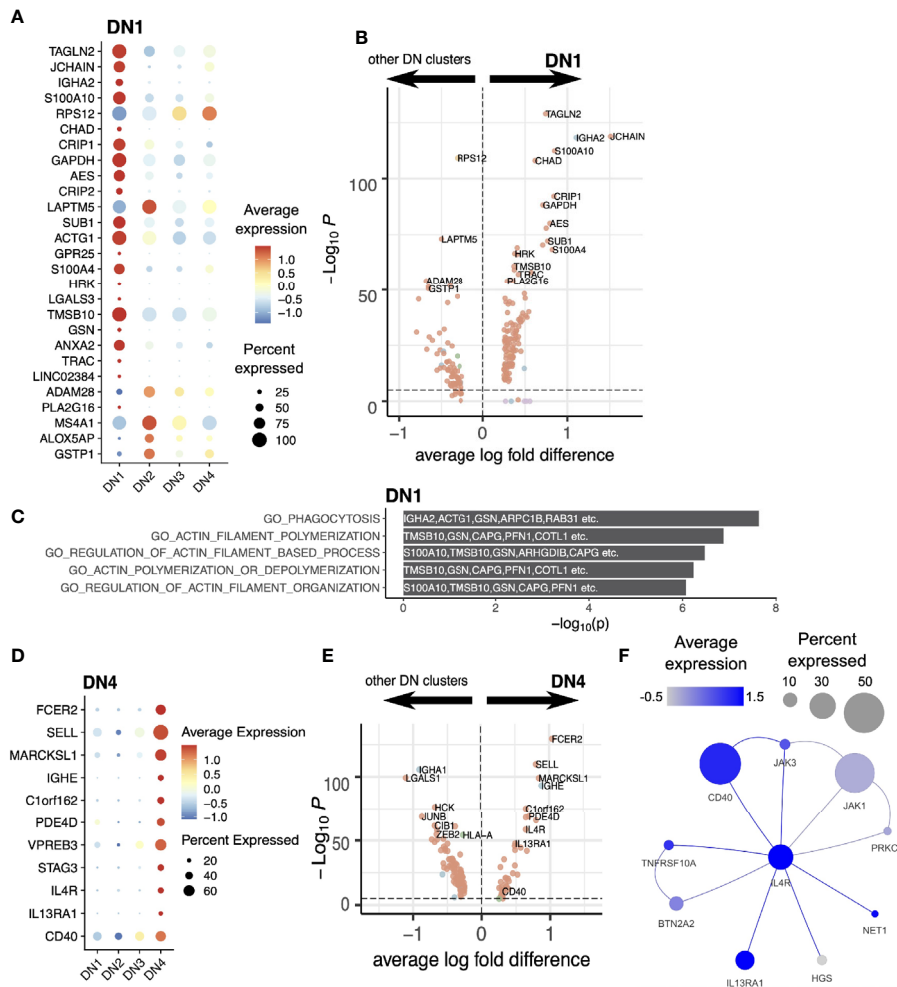 A
DN1
TAGLN2
JCHAIN
IGHA2
S100A10
RPS12
CHAD
CRIP1
GAPDH
AES
CRIP2
LAPTM5
SUB1
ACTG1
GPR25
S100A4
HRK
LGALS3
TMSB10
GSN
ANXA2
TRAC
LINC02384
ADAM28
PLA2G16
MS4A1
ALOX5AP
GSTP1
DN1 DN2 DN3 DN4
Average
expression
1.0
0.5
0.0
-0.5
-1.0
Percent
expressed
25
50
75
100
B
other DN clusters
DN1
TAGLN2
IGHA2
JCHAIN
S100A10
CHAD
RPS12
CRIP1
GAPDH
AES
SUB1
S100A4
LAPTM5
HRK
TMSB10
TRAC
PLA2G16
ADAM28
GSTP1
- Log10 P
100
50
0
−1 0 1
average log fold difference
C
DN1
GO_PHAGOCYTOSIS
IGHA2,ACTG1,GSN,ARPC1B,RAB31 etc.
GO_ACTIN_FILAMENT_POLYMERIZATION
TMSB10,GSN,CAPG,PFN1,COTL1 etc.
GO_REGULATION_OF_ACTIN_FILAMENT_BASED_PROCESS
S100A10,TMSB10,GSN,ARHGDIB,CAPG etc.
GO_ACTIN_POLYMERIZATION_OR_DEPOLYMERIZATION
TMSB10,GSN,CAPG,PFN1,COTL1 etc.
GO_REGULATION_OF_ACTIN_FILAMENT_ORGANIZATION
S100A10,TMSB10,GSN,CAPG,PFN1 etc.
0 2 4 6 8
−log10(p)
D
DN4
FCER2
SELL
MARCKSL1
IGHE
C1orf162
PDE4D
VPREB3
STAG3
IL4R
IL13RA1
CD40
DN1 DN2 DN3 DN4
Average Expression
1.0
0.5
0.0
-0.5
-1.0
Percent Expressed
20
40
60
E
other DN clusters
DN4
FCER2
SELL
IGHA1
LGALS1
MARCKSL1
IGHE
HCK
JUNB
CIB1
ZEB2
HLA−A
C1orf162
PDE4D
IL4R
IL13RA1
CD40
− Log10 P
100
50
0
−1 0 1
average log fold difference
F
Average
expression
-0.5 1.5
Percent
expressed
10 30 50
JAK3
CD40
JAK1
PRKC
TNFRSF10A
IL4R
BTN2A2
NET1
IL13RA1
HGS